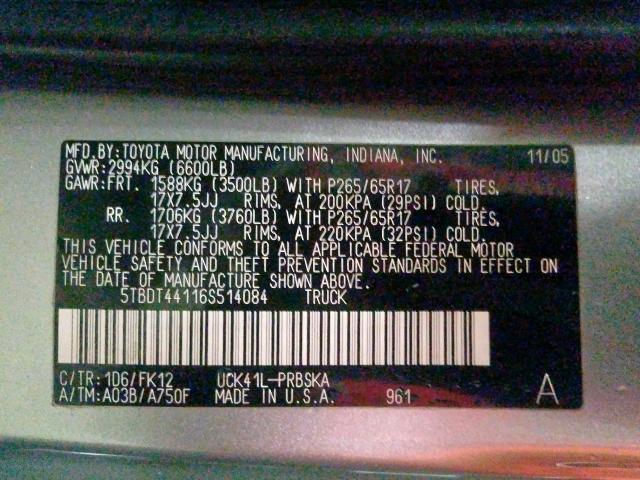 MFD.BY:TOYOTA MOTOR MANUFACTURING, INDIANA, INC. 11/05
GVWR:2994KG (6600LB)
GAWR:FRT. 1588KG (3500LB) WITH P265/65R17 TIRES,
17X7.5JJ RIMS, AT 200KPA (29PSI) COLD.
RR. 1706KG (3760LB) WITH P265/65R17 TIRES,
17X7.5JJ RIMS, AT 220KPA (32PSI) COLD.
THIS VEHICLE CONFORMS TO ALL APPLICABLE FEDERAL MOTOR
VEHICLE SAFETY AND THEFT PREVENTION STANDARDS IN EFFECT ON
THE DATE OF MANUFACTURE SHOWN ABOVE.
5TBDT44116S514084 TRUCK
C/TR:1D6/FK12 UCK41L-PRBSKA
A/TM:A03B/A750F MADE IN U.S.A. 961 A